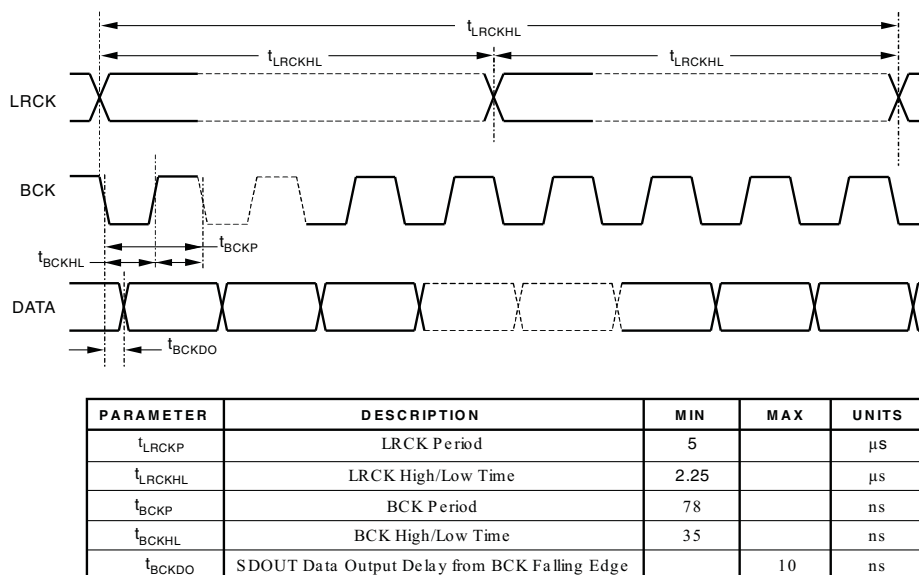 tLRCKHL
tLRCKHL tLRCKHL
LRCK
BCK
tBCKP
tBCKHL
DATA
tBCKDO
PARAMETER DESCRIPTION MIN MAX UNITS
tLRCKP LRCK Period 5 µs
tLRCKHL LRCK High/Low Time 2.25 µs
tBCKP BCK Period 78 ns
tBCKHL BCK High/Low Time 35 ns
tBCKDO SDOUT Data Output Delay from BCK Falling Edge 10 ns